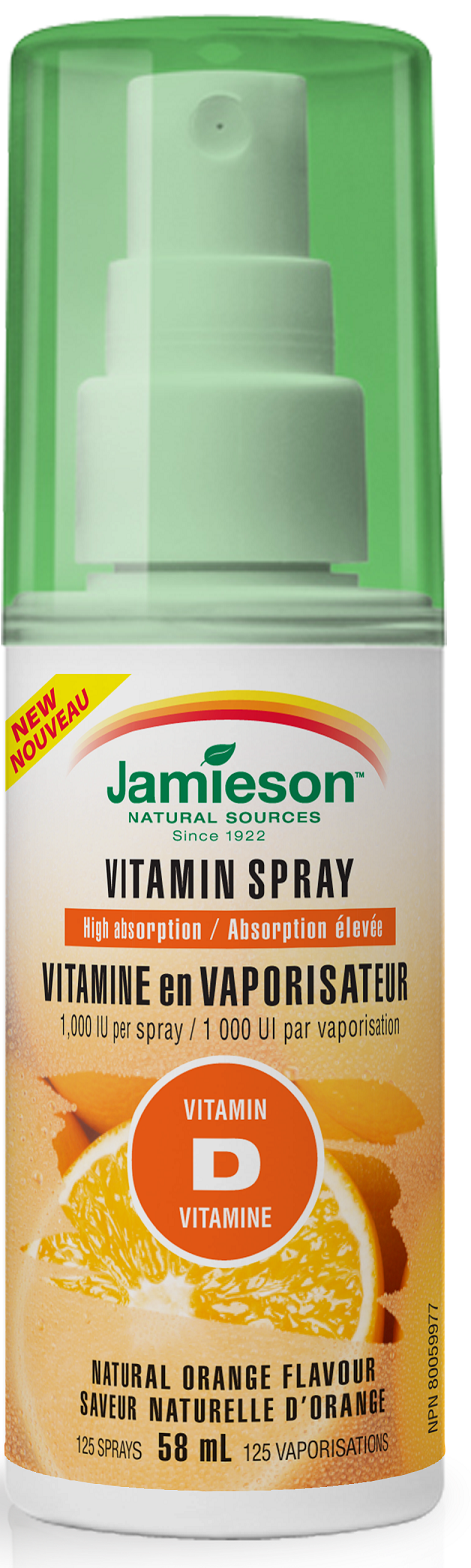 NEW
NOUVEAU
Jamieson™
NATURAL SOURCES
Since 1922
VITAMIN SPRAY
High absorption / Absorption élevée
VITAMINE en VAPORISATEUR
1,000 IU per spray / 1 000 UI par vaporisation
VITAMIN
D
VITAMINE
NATURAL ORANGE FLAVOUR
SAVEUR NATURELLE D'ORANGE
125 SPRAYS 58 mL 125 VAPORISATIONS
NPN 80059977